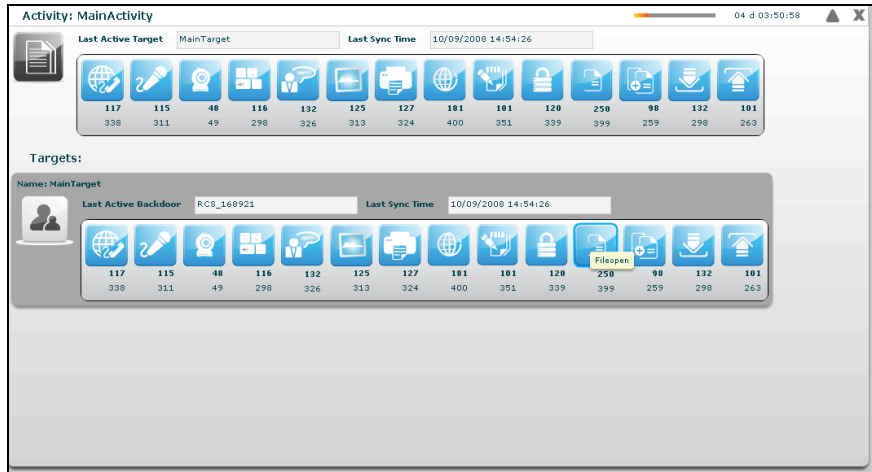 Activity: MainActivity 04 d 03:50:58 X
Last Active Target MainTarget Last Sync Time 10/09/2008 14:54:26
117 115 48 116 132 125 127 181 101 120 250 98 132 101
338 311 49 298 326 313 324 400 351 339 399 259 298 263
Targets:
Name: MainTarget
Last Active Backdoor RCS_168921 Last Sync Time 10/09/2008 14:54:26
Fileopen
117 115 48 116 132 125 127 181 101 120 250 98 132 101
338 311 49 298 326 313 324 400 351 339 399 259 298 263